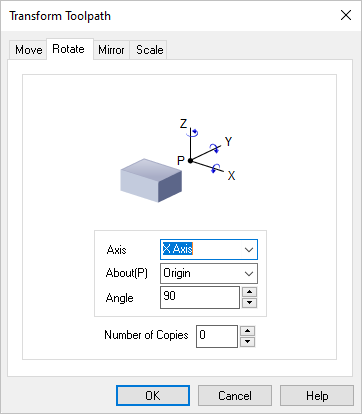 Transform Toolpath
Move Rotate Mirror Scale
Z
Y
P
X
Axis X Axis
About(P) Origin
Angle 90
Number of Copies 0
OK Cancel Help